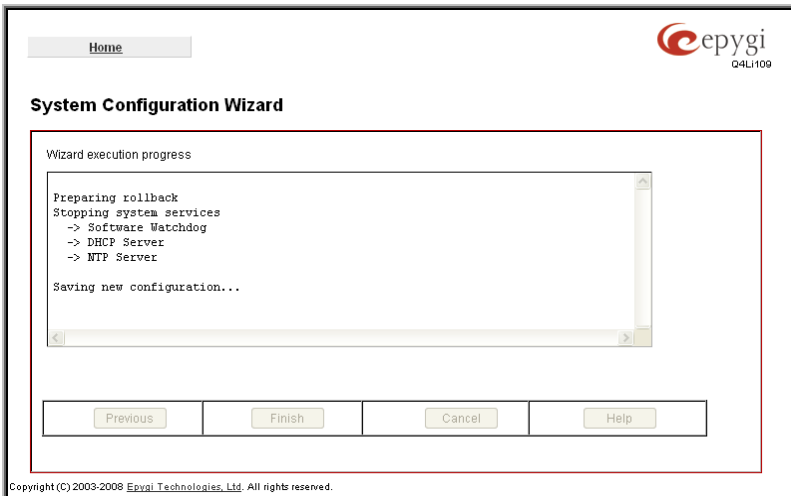 Home
epygi
Q4Li109
System Configuration Wizard
Wizard execution progress
Preparing rollback
Stopping system services
-> Software Watchdog
-> DHCP Server
-> NTP Server
Saving new configuration...
Previous Finish Cancel Help
Copyright (C) 2003-2008 Epygi Technologies, Ltd. All rights reserved.